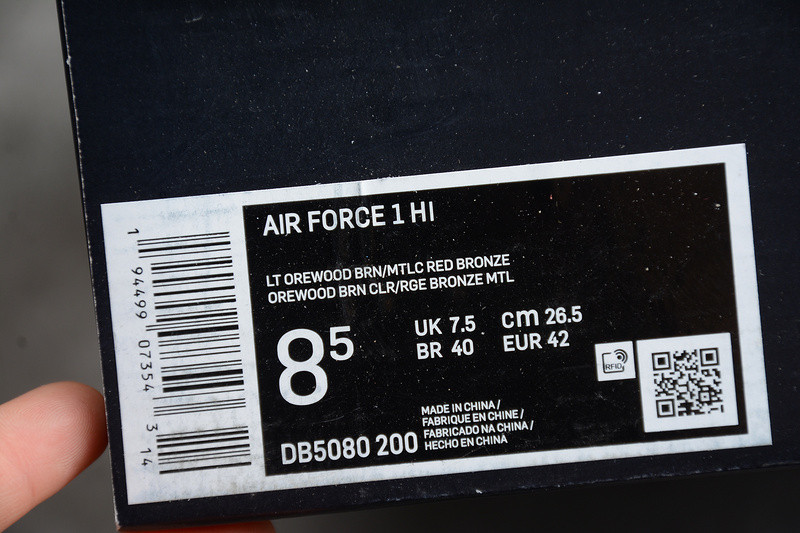 AIR FORCE 1 HI
LT OREWOOD BRN/MTLC RED BRONZE
OREWOOD BRN CLR/RGE BRONZE MTL
8⁵
UK 7.5 cm 26.5
BR 40 EUR 42
RFID
MADE IN CHINA /
FABRIQUE EN CHINE /
FABRICADO NA CHINA /
HECHO EN CHINA
DB5080 200
1 94499 07354 3 14